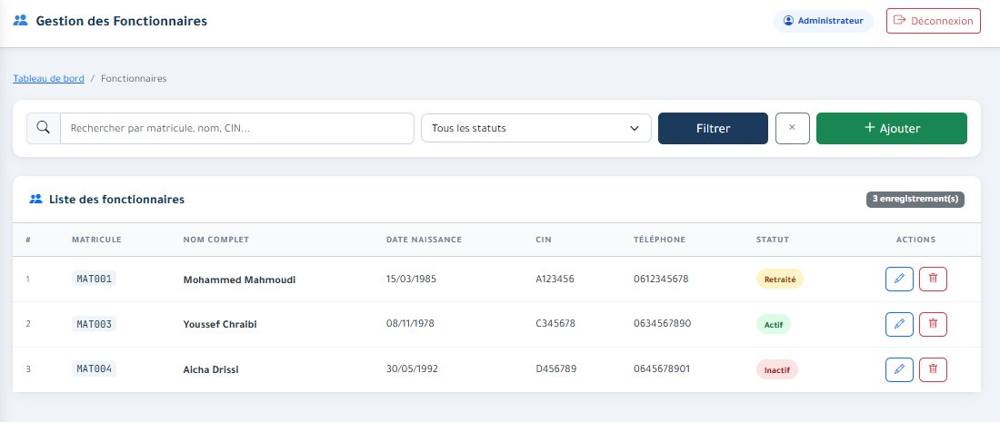 Gestion des Fonctionnaires Administrateur Déconnexion
Tableau de bord / Fonctionnaires
Rechercher par matricule, nom, CIN... Tous les statuts Filtrer × + Ajouter
Liste des fonctionnaires 3 enregistrement(s)
# MATRICULE NOM COMPLET DATE NAISSANCE CIN TÉLÉPHONE STATUT ACTIONS
1 MAT001 Mohammed Mahmoudi 15/03/1985 A123456 0612345678 Retraité
2 MAT003 Youssef Chraibi 08/11/1978 C345678 0634567890 Actif
3 MAT004 Aicha Drissi 30/05/1992 D456789 0645678901 Inactif